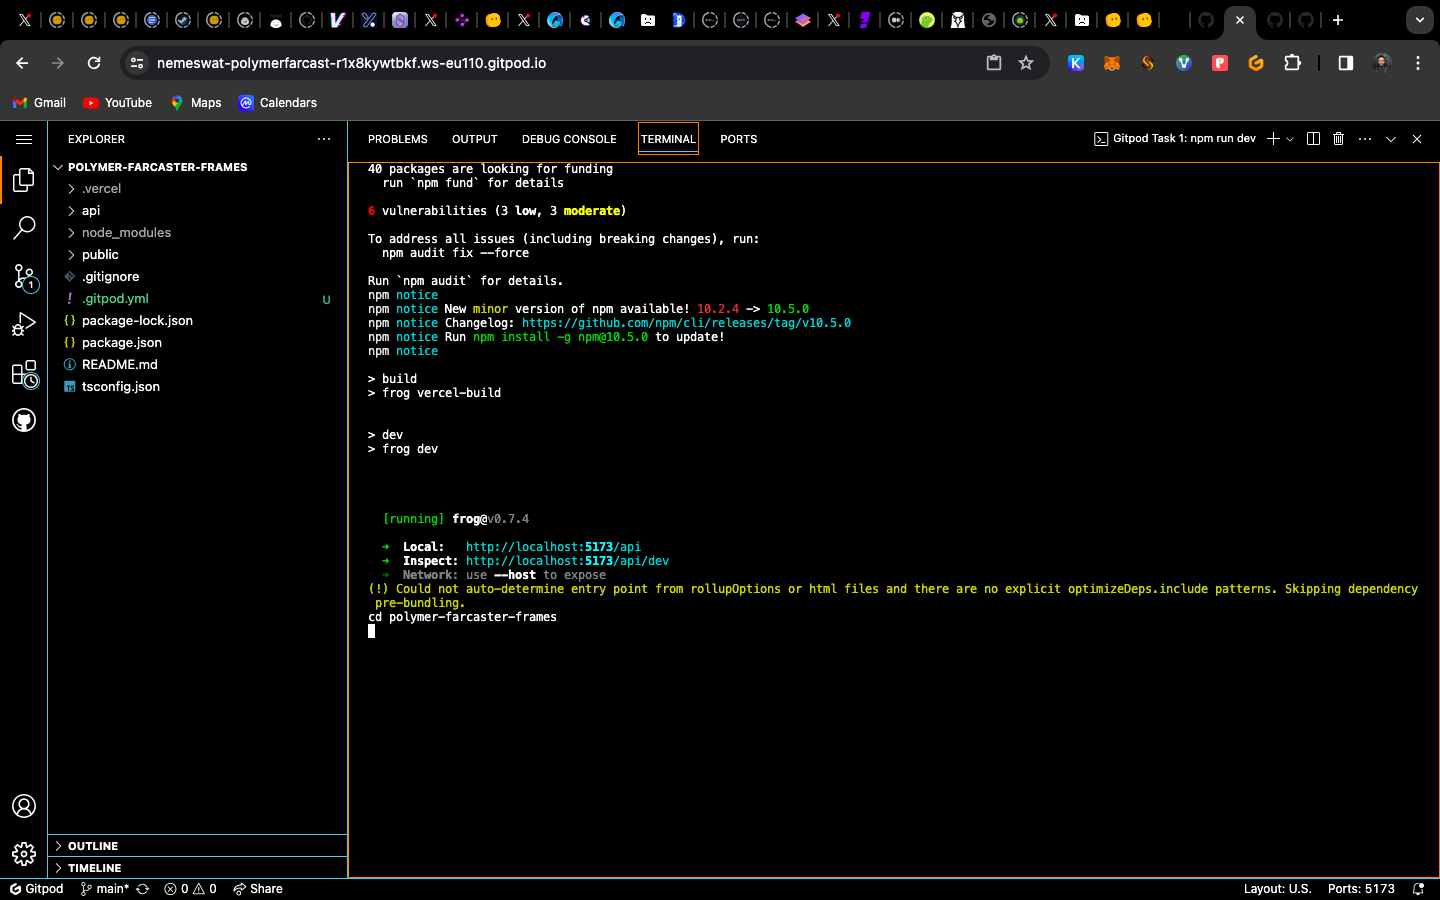 nemeswat-polymerfarcast-r1x8kywtbkf.ws-eu110.gitpod.io
Gmail
YouTube
Maps
Calendars
EXPLORER
POLYMER-FARCASTER-FRAMES
.vercel
api
node_modules
public
.gitignore
.gitpod.yml U
package-lock.json
package.json
README.md
tsconfig.json
OUTLINE
TIMELINE
PROBLEMS OUTPUT DEBUG CONSOLE TERMINAL PORTS
Gitpod Task 1: npm run dev
40 packages are looking for funding
run `npm fund` for details
6 vulnerabilities (3 low, 3 moderate)
To address all issues (including breaking changes), run:
npm audit fix --force
Run `npm audit` for details.
npm notice
npm notice New minor version of npm available! 10.2.4 -> 10.5.0
npm notice Changelog: https://github.com/npm/cli/releases/tag/v10.5.0
npm notice Run npm install -g npm@10.5.0 to update!
npm notice
> build
> frog vercel-build
> dev
> frog dev
[running] frog@v0.7.4
➜ Local: http://localhost:5173/api
➜ Inspect: http://localhost:5173/api/dev
➜ Network: use --host to expose
(!) Could not auto-determine entry point from rollupOptions or html files and there are no explicit optimizeDeps.include patterns. Skipping dependency
pre-bundling.
cd polymer-farcaster-frames
Gitpod main* 0 0 Share
Layout: U.S. Ports: 5173